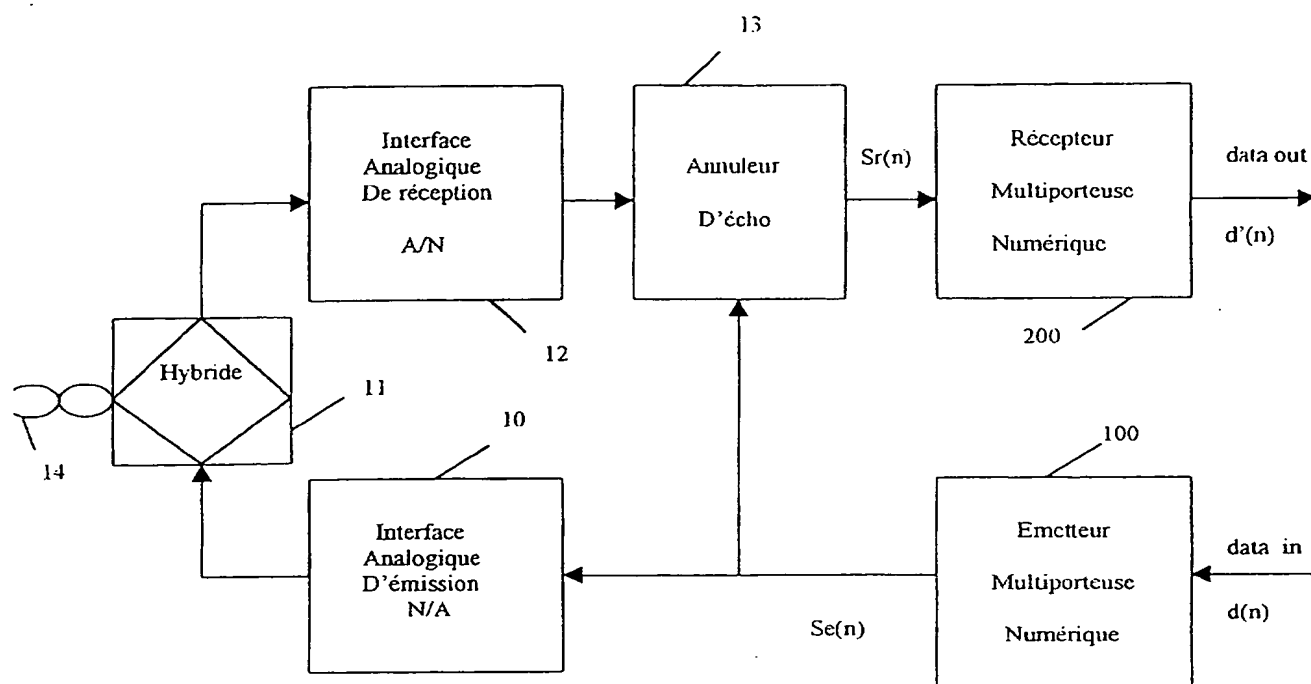 13
Interface
Analogique
De réception
A/N
Annuleur
D'écho
Sr(n)
Récepteur
Multiporteuse
Numérique
data out
d'(n)
12
200
Hybride
11
14
10
100
Interface
Analogique
D'émission
N/A
Se(n)
Emetteur
Multiporteuse
Numérique
data in
d(n)